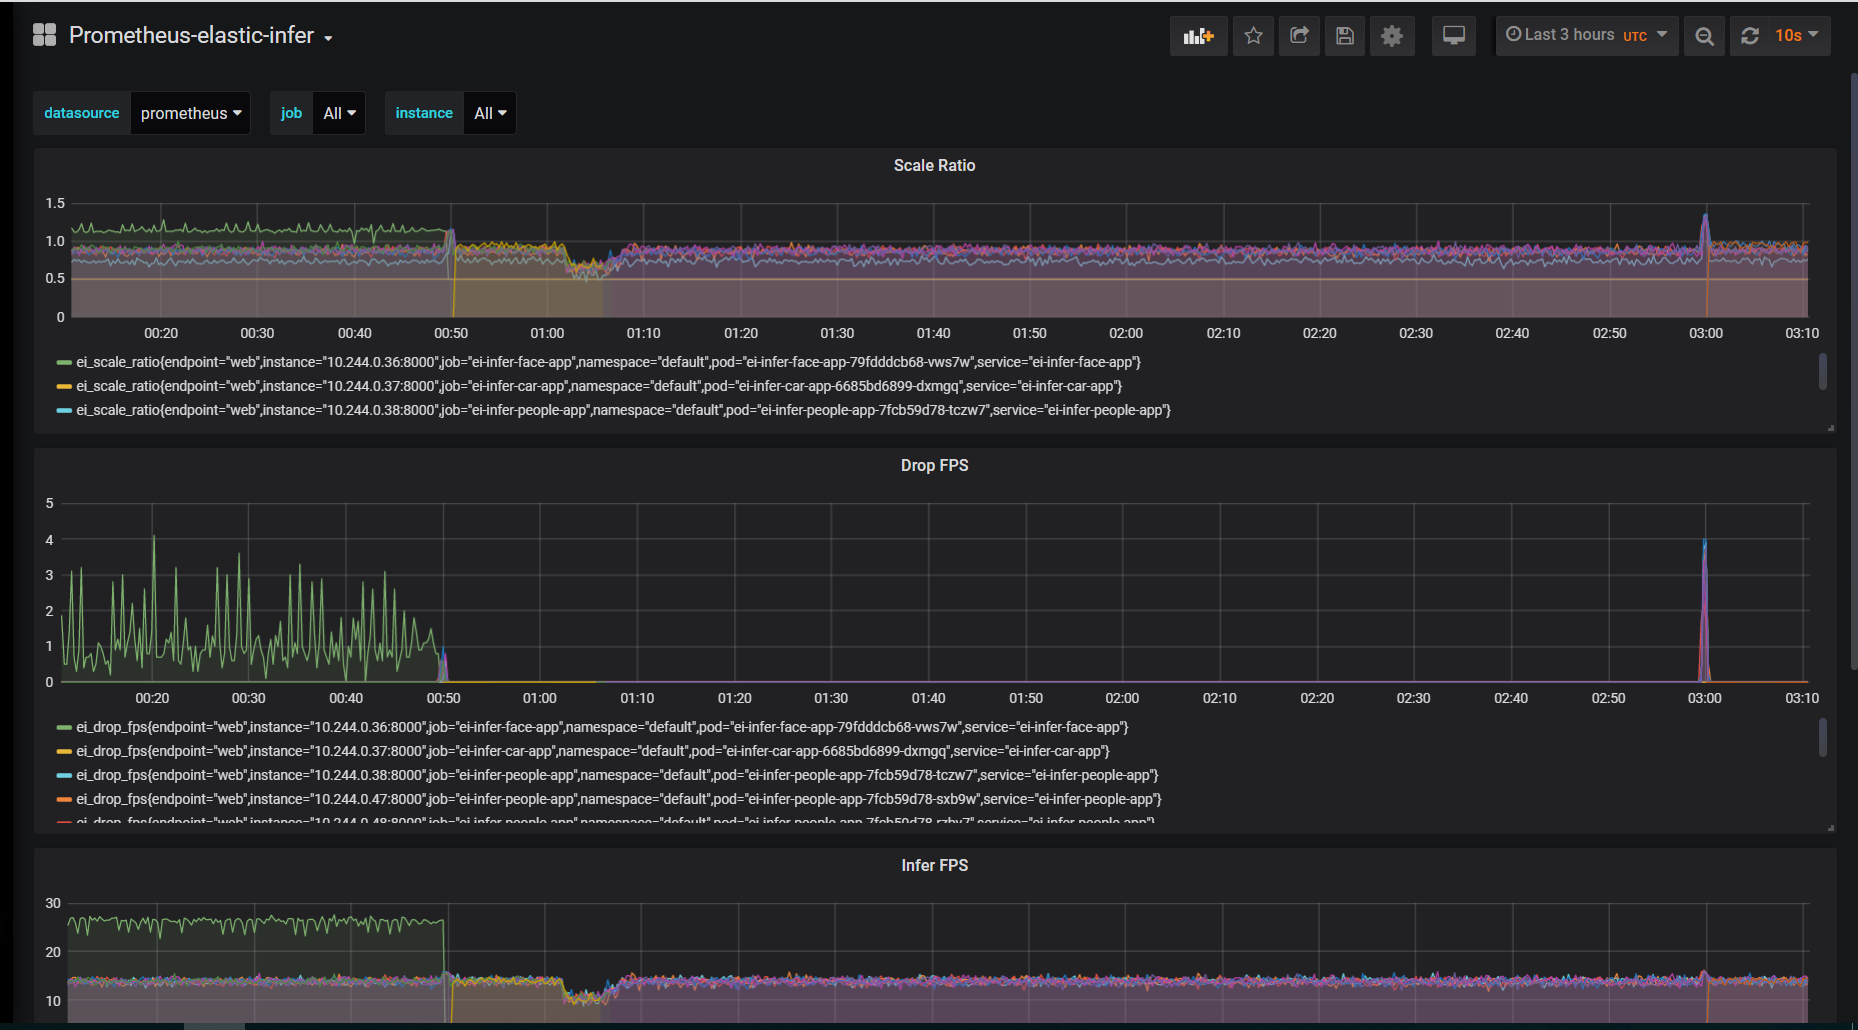 Prometheus-elastic-infer
Last 3 hours UTC
10s
datasource prometheus job All instance All
Scale Ratio
1.5
1.0
0.5
0
00:20 00:30 00:40 00:50 01:00 01:10 01:20 01:30 01:40 01:50 02:00 02:10 02:20 02:30 02:40 02:50 03:00 03:10
ei_scale_ratio{endpoint="web",instance="10.244.0.36:8000",job="ei-infer-face-app",namespace="default",pod="ei-infer-face-app-79fdddcb68-vws7w",service="ei-infer-face-app"}
ei_scale_ratio{endpoint="web",instance="10.244.0.37:8000",job="ei-infer-car-app",namespace="default",pod="ei-infer-car-app-6685bd6899-dxmgq",service="ei-infer-car-app"}
ei_scale_ratio{endpoint="web",instance="10.244.0.38:8000",job="ei-infer-people-app",namespace="default",pod="ei-infer-people-app-7fcb59d78-tczw7",service="ei-infer-people-app"}
Drop FPS
5
4
3
2
1
0
00:20 00:30 00:40 00:50 01:00 01:10 01:20 01:30 01:40 01:50 02:00 02:10 02:20 02:30 02:40 02:50 03:00 03:10
ei_drop_fps{endpoint="web",instance="10.244.0.36:8000",job="ei-infer-face-app",namespace="default",pod="ei-infer-face-app-79fdddcb68-vws7w",service="ei-infer-face-app"}
ei_drop_fps{endpoint="web",instance="10.244.0.37:8000",job="ei-infer-car-app",namespace="default",pod="ei-infer-car-app-6685bd6899-dxmgq",service="ei-infer-car-app"}
ei_drop_fps{endpoint="web",instance="10.244.0.38:8000",job="ei-infer-people-app",namespace="default",pod="ei-infer-people-app-7fcb59d78-tczw7",service="ei-infer-people-app"}
ei_drop_fps{endpoint="web",instance="10.244.0.47:8000",job="ei-infer-people-app",namespace="default",pod="ei-infer-people-app-7fcb59d78-sxb9w",service="ei-infer-people-app"}
Infer FPS
30
20
10